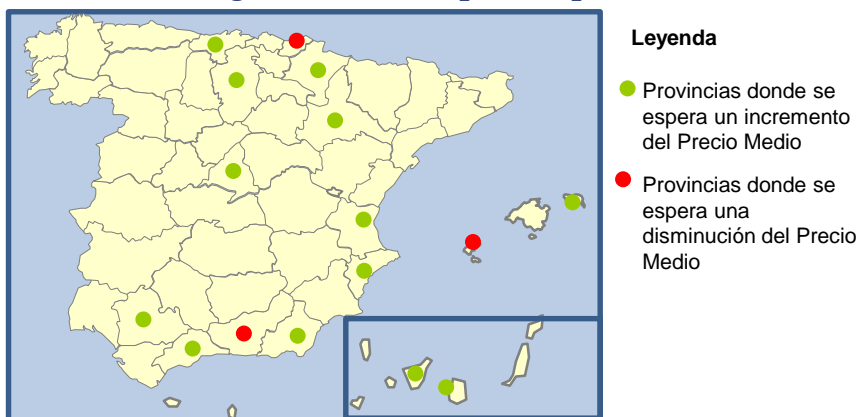 Leyenda
Provincias donde se
espera un incremento
del Precio Medio
Provincias donde se
espera una
disminución del Precio
Medio